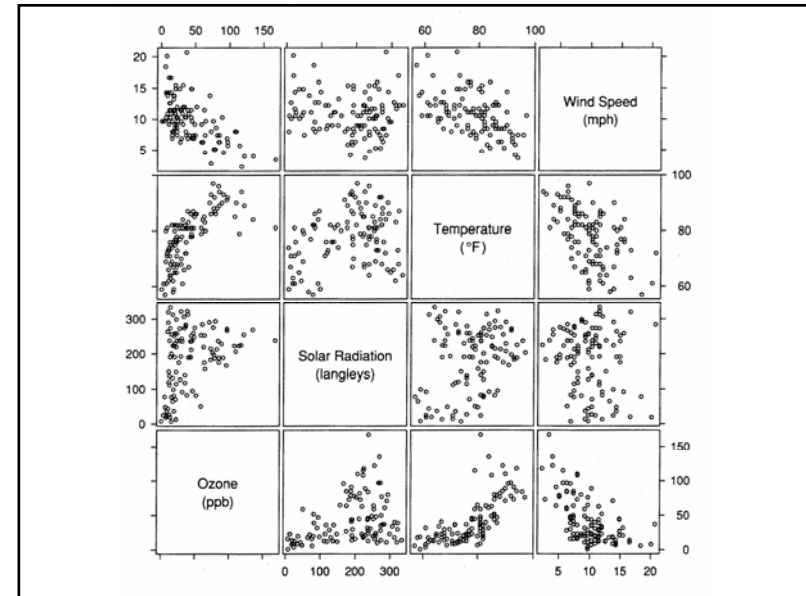 0 50 100 150 60 80 100
20
15
10
5
Wind Speed
(mph)
100
80
60
Temperature
(°F)
300
200
100
0
Solar Radiation
(langleys)
Ozone
(ppb)
150
100
50
0
0 100 200 300 5 10 15 20